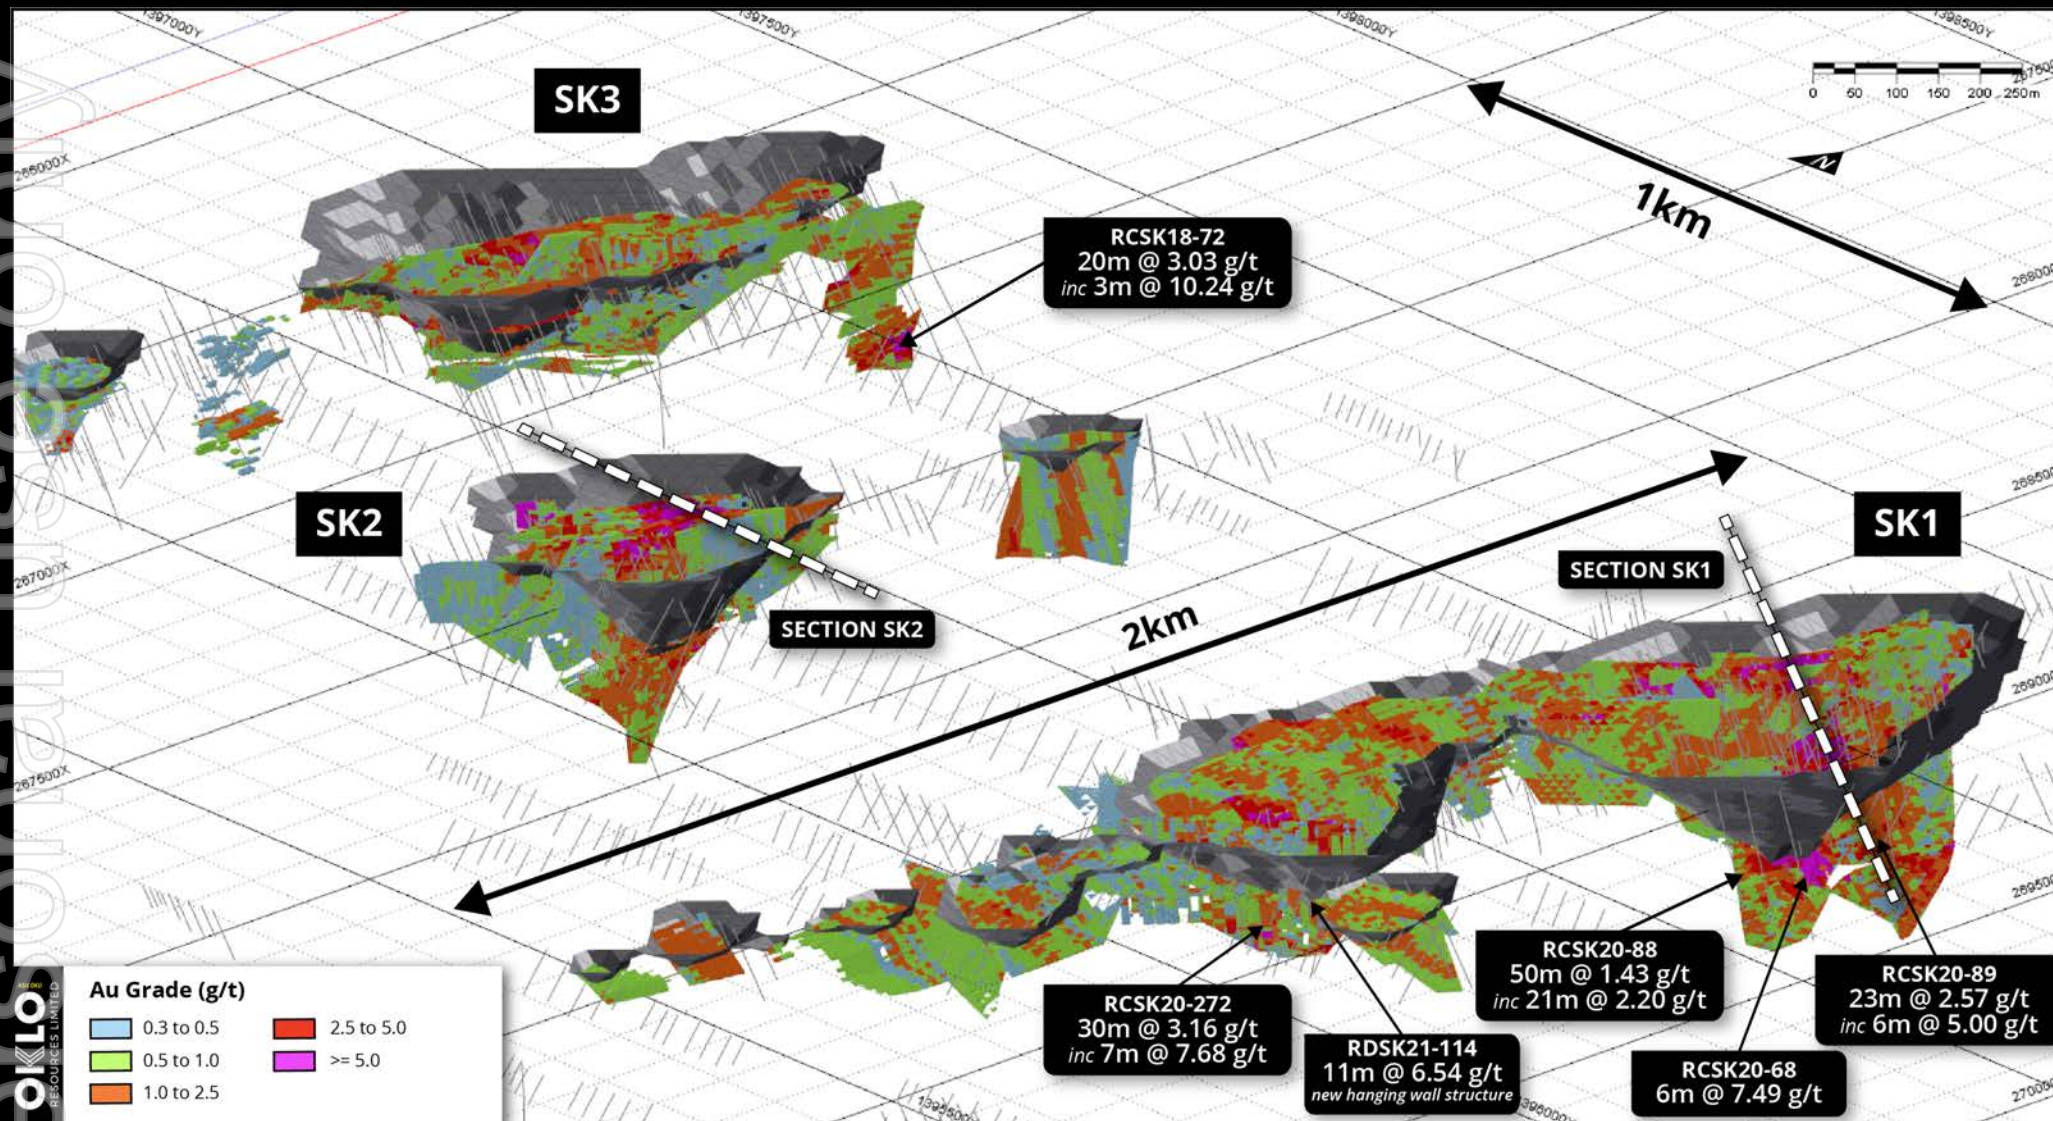 1397000Y
1397500Y
1398000Y
1398500Y
SK3
0 50 100 150 200 250m
N
1km
RCSK18-72
20m @ 3.03 g/t
inc 3m @ 10.24 g/t
SK2
SK1
SECTION SK1
SECTION SK2
2km
267000X
267500X
RCSK20-88
50m @ 1.43 g/t
inc 21m @ 2.20 g/t
RCSK20-89
23m @ 2.57 g/t
inc 6m @ 5.00 g/t
RCSK20-272
30m @ 3.16 g/t
inc 7m @ 7.68 g/t
RDSK21-114
11m @ 6.54 g/t
new hanging wall structure
RCSK20-68
6m @ 7.49 g/t
Au Grade (g/t)
0.3 to 0.5
0.5 to 1.0
1.0 to 2.5
2.5 to 5.0
>= 5.0
OKLO
RESOURCES LIMITED